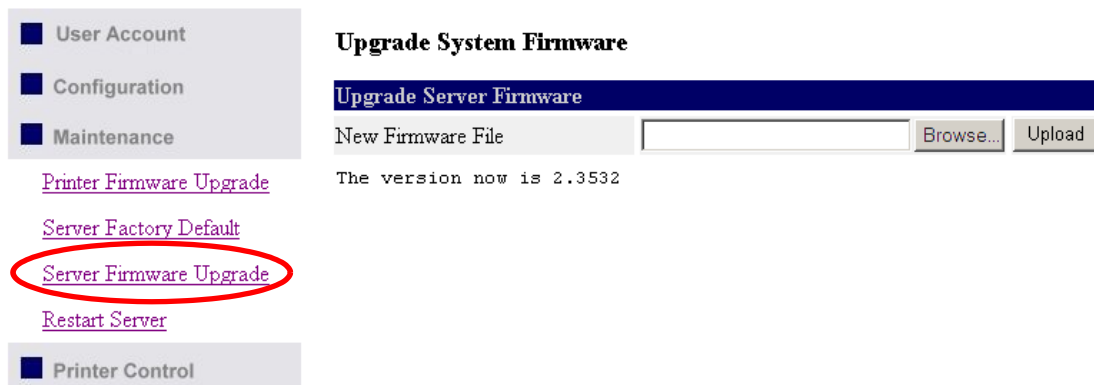 User Account
Configuration
Maintenance
Printer Firmware Upgrade
Server Factory Default
Server Firmware Upgrade
Restart Server
Printer Control
Upgrade System Firmware
Upgrade Server Firmware
New Firmware File Browse... Upload
The version now is 2.3532